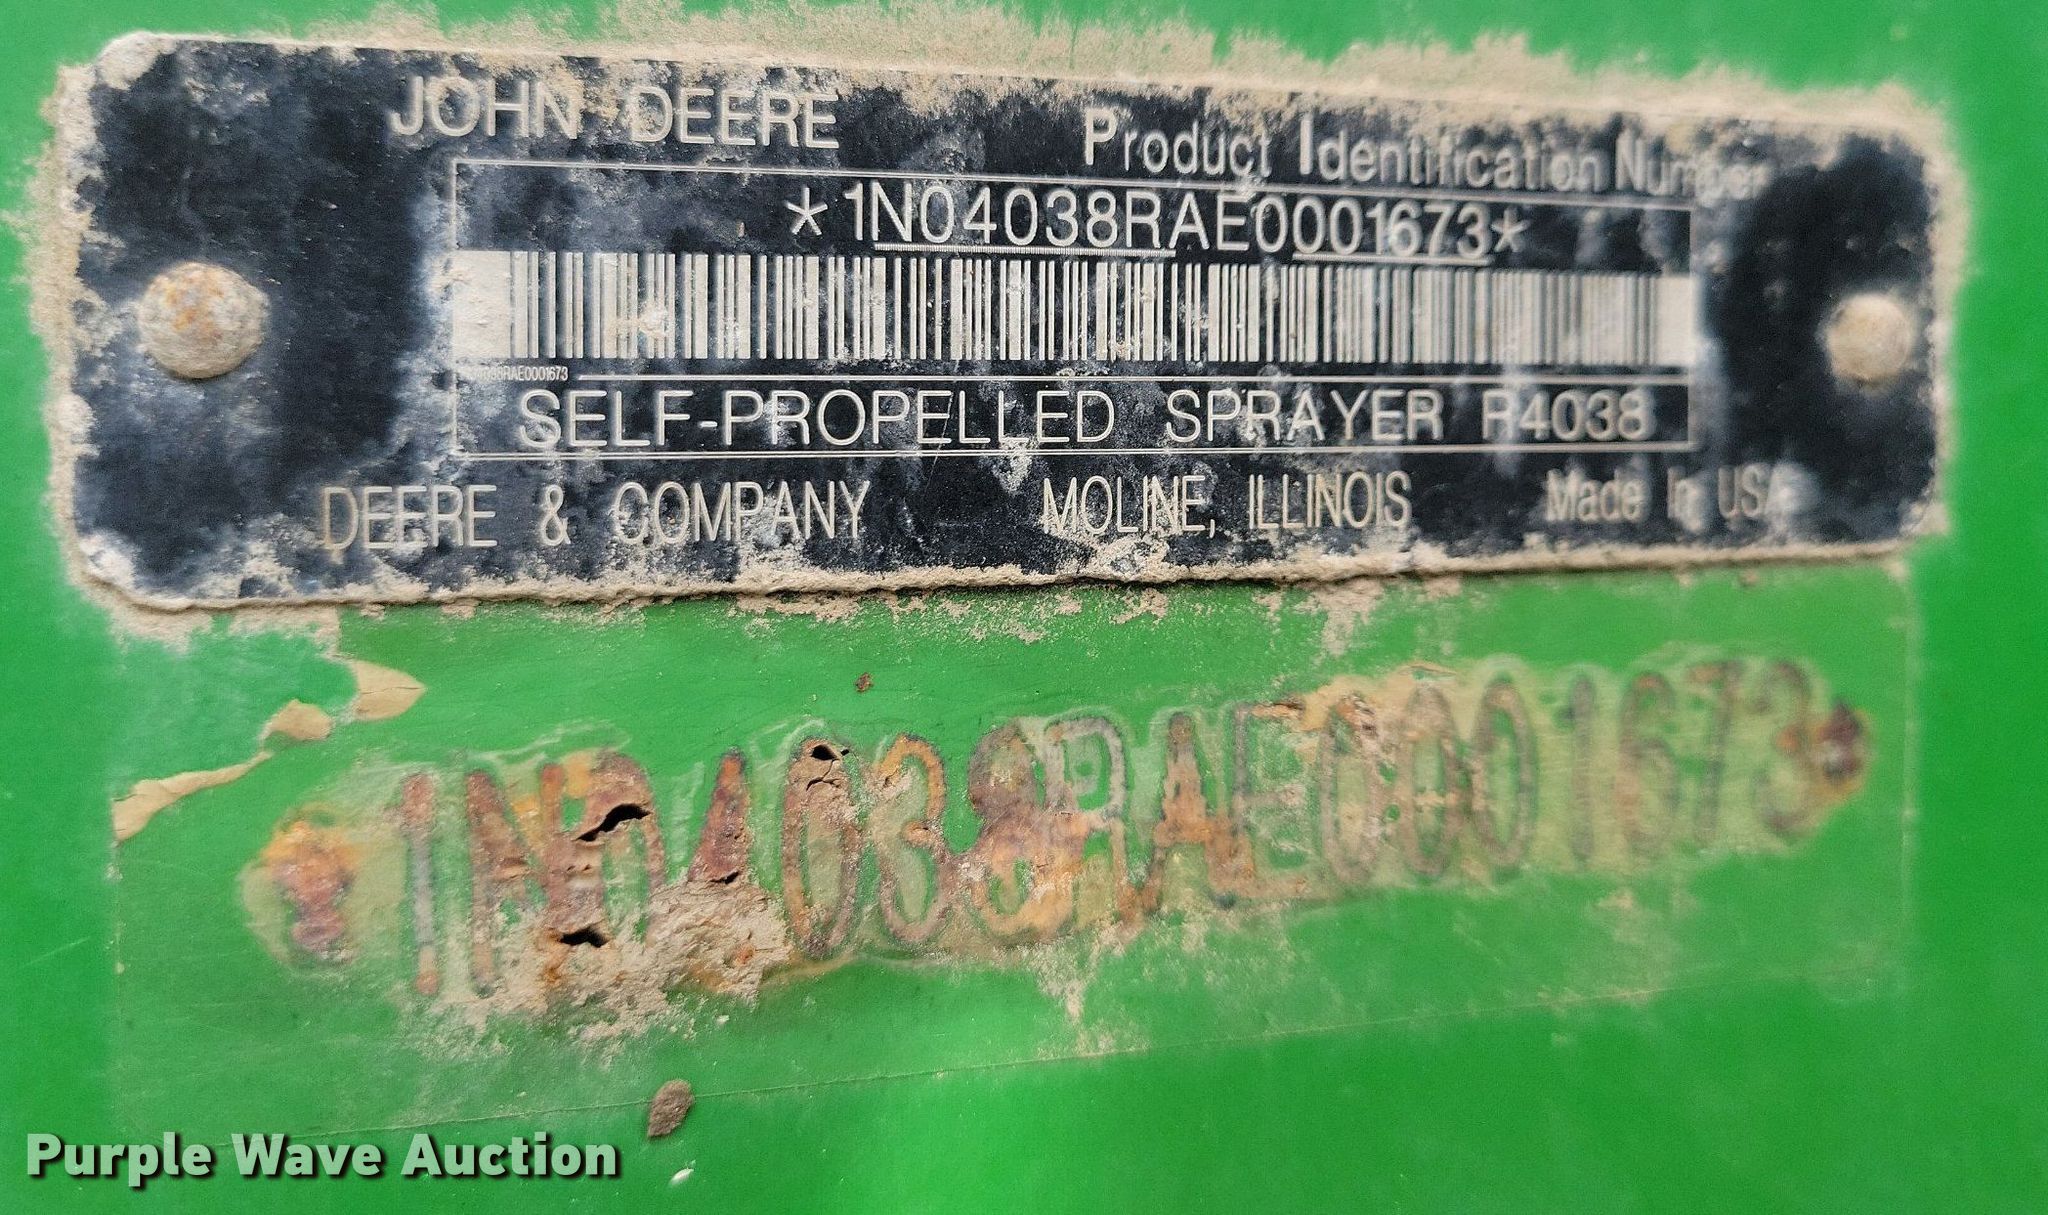 JOHN DEERE
Product Identification Number
*1N04038RAE0001673*
1N04038RAE0001673
SELF-PROPELLED SPRAYER R4038
DEERE & COMPANY MOLINE, ILLINOIS Made In USA
*1N04038RAE0001673*
Purple Wave Auction